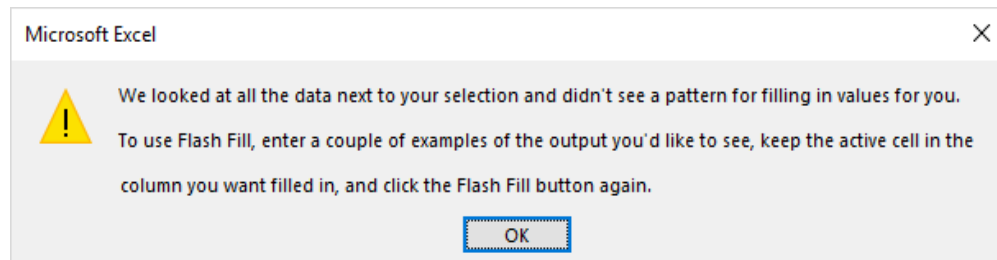 Microsoft Excel
We looked at all the data next to your selection and didn't see a pattern for filling in values for you.
To use Flash Fill, enter a couple of examples of the output you'd like to see, keep the active cell in the
column you want filled in, and click the Flash Fill button again.
OK